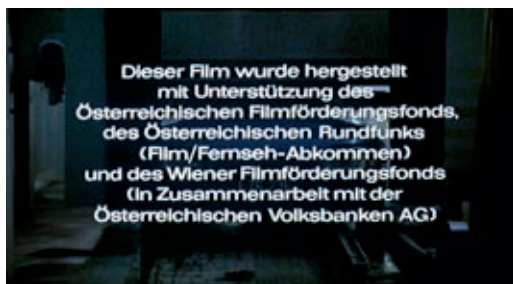 Dieser Film wurde hergestellt
mit Unterstützung des
Österreichischen Filmförderungsfonds,
des Österreichischen Rundfunks
(Film/Fernseh-Abkommen)
und des Wiener Filmförderungsfonds
(in Zusammenarbeit mit der
Österreichischen Volksbanken AG)